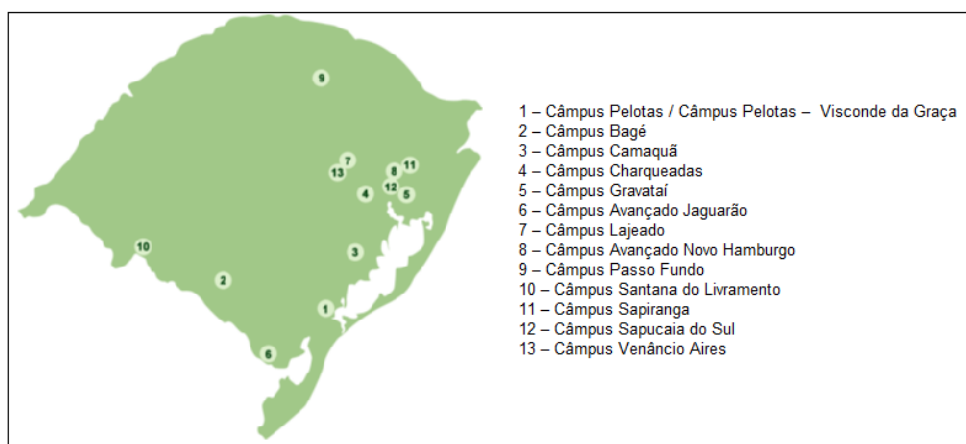 9
7
13
8
11
12
4
5
10
3
2
1
6
1 – Câmpus Pelotas / Câmpus Pelotas – Visconde da Graça
2 – Câmpus Bagé
3 – Câmpus Camaquã
4 – Câmpus Charqueadas
5 – Câmpus Gravataí
6 – Câmpus Avançado Jaguarão
7 – Câmpus Lajeado
8 – Câmpus Avançado Novo Hamburgo
9 – Câmpus Passo Fundo
10 – Câmpus Santana do Livramento
11 – Câmpus Sapiranga
12 – Câmpus Sapucaia do Sul
13 – Câmpus Venâncio Aires